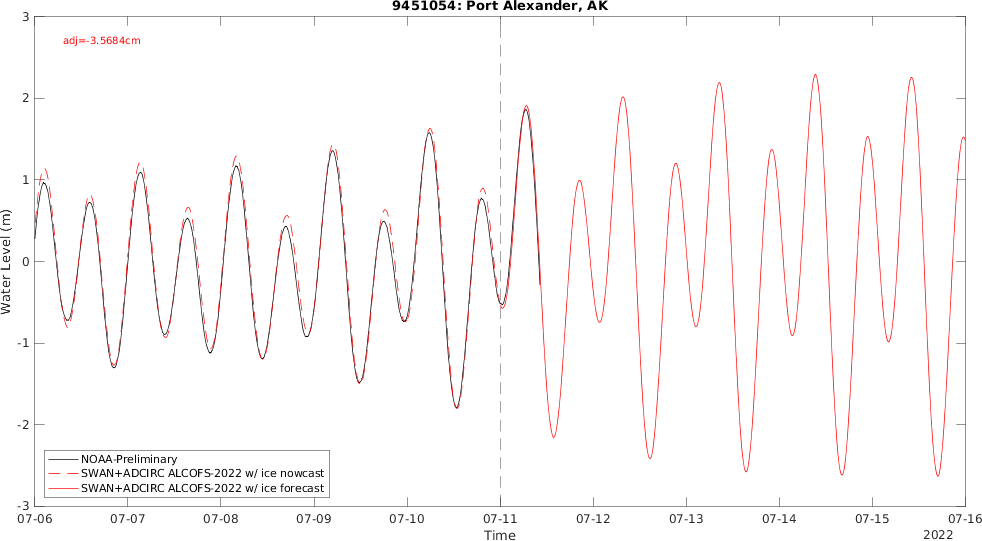 9451054: Port Alexander, AK
adj=-3.5684cm
3
2
1
0
-1
-2
-3
Water Level (m)
NOAA-Preliminary
SWAN+ADCIRC ALCOFS-2022 w/ ice nowcast
SWAN+ADCIRC ALCOFS-2022 w/ ice forecast
07-06 07-07 07-08 07-09 07-10 07-11 07-12 07-13 07-14 07-15 07-16
Time
2022